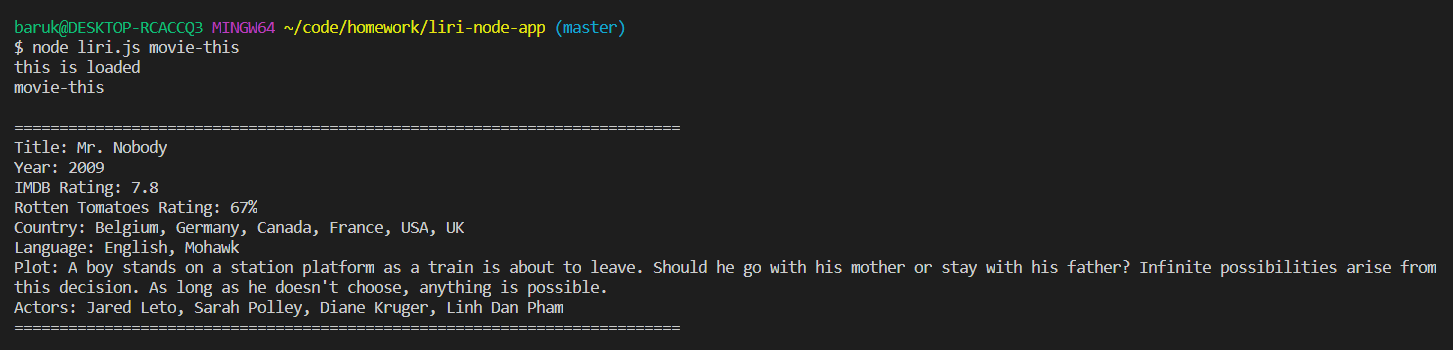 baruk@DESKTOP-RCACCQ3 MINGW64 ~/code/homework/liri-node-app (master)
$ node liri.js movie-this
this is loaded
movie-this
==========================================================================
Title: Mr. Nobody
Year: 2009
IMDB Rating: 7.8
Rotten Tomatoes Rating: 67%
Country: Belgium, Germany, Canada, France, USA, UK
Language: English, Mohawk
Plot: A boy stands on a station platform as a train is about to leave. Should he go with his mother or stay with his father? Infinite possibilities arise from
this decision. As long as he doesn't choose, anything is possible.
Actors: Jared Leto, Sarah Polley, Diane Kruger, Linh Dan Pham
==========================================================================